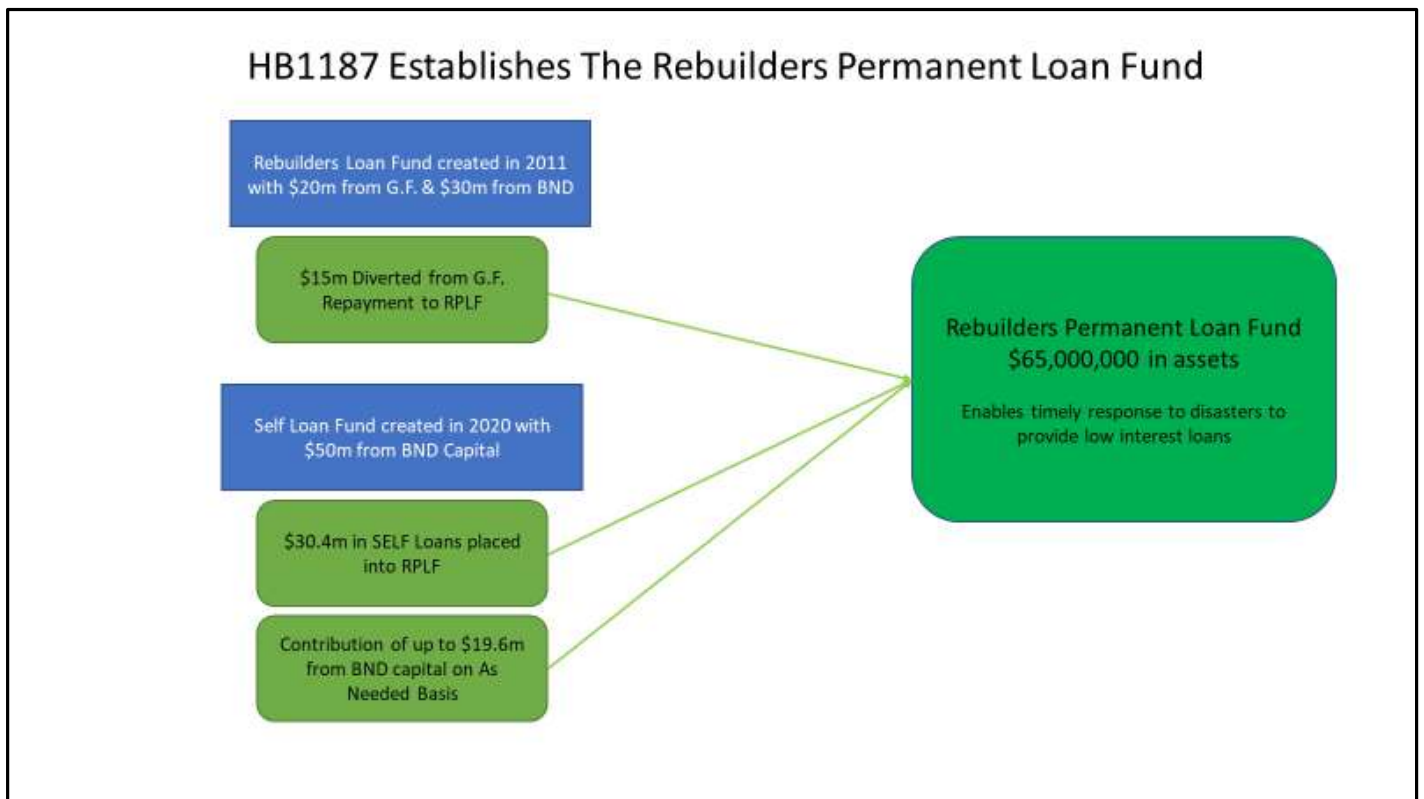 HB1187 Establishes The Rebuilders Permanent Loan Fund
Rebuilders Loan Fund created in 2011
with $20m from G.F. & $30m from BND
$15m Diverted from G.F.
Repayment to RPLF
Self Loan Fund created in 2020 with
$50m from BND Capital
$30.4m in SELF Loans placed
into RPLF
Contribution of up to $19.6m
from BND capital on As
Needed Basis
Rebuilders Permanent Loan Fund
$65,000,000 in assets
Enables timely response to disasters to
provide low interest loans